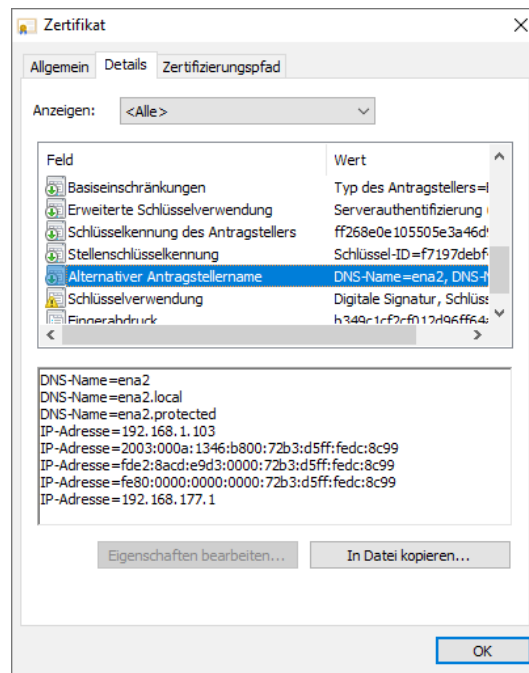 Zertifikat
Allgemein Details Zertifizierungspfad
Anzeigen: <Alle>
Feld Wert
Basiseinschränkungen Typ des Antragstellers=
Erweiterte Schlüsselverwendung Serverauthentifizierung
Schlüsselkennung des Antragstellers ff268e0e105505e3a46d
Stellenschlüsselkennung Schlüssel-ID=f7197debf
Alternativer Antragstellername DNS-Name=ena2, DNS-
Schlüsselverwendung Digitale Signatur, Schlüss
Fingerabdruck b349c1cf2cf012d96ff64
DNS-Name=ena2
DNS-Name=ena2.local
DNS-Name=ena2.protected
IP-Adresse=192.168.1.103
IP-Adresse=2003:000a:1346:b800:72b3:d5ff:fedc:8c99
IP-Adresse=fde2:8acd:e9d3:0000:72b3:d5ff:fedc:8c99
IP-Adresse=fe80:0000:0000:0000:72b3:d5ff:fedc:8c99
IP-Adresse=192.168.177.1
Eigenschaften bearbeiten... In Datei kopieren...
OK